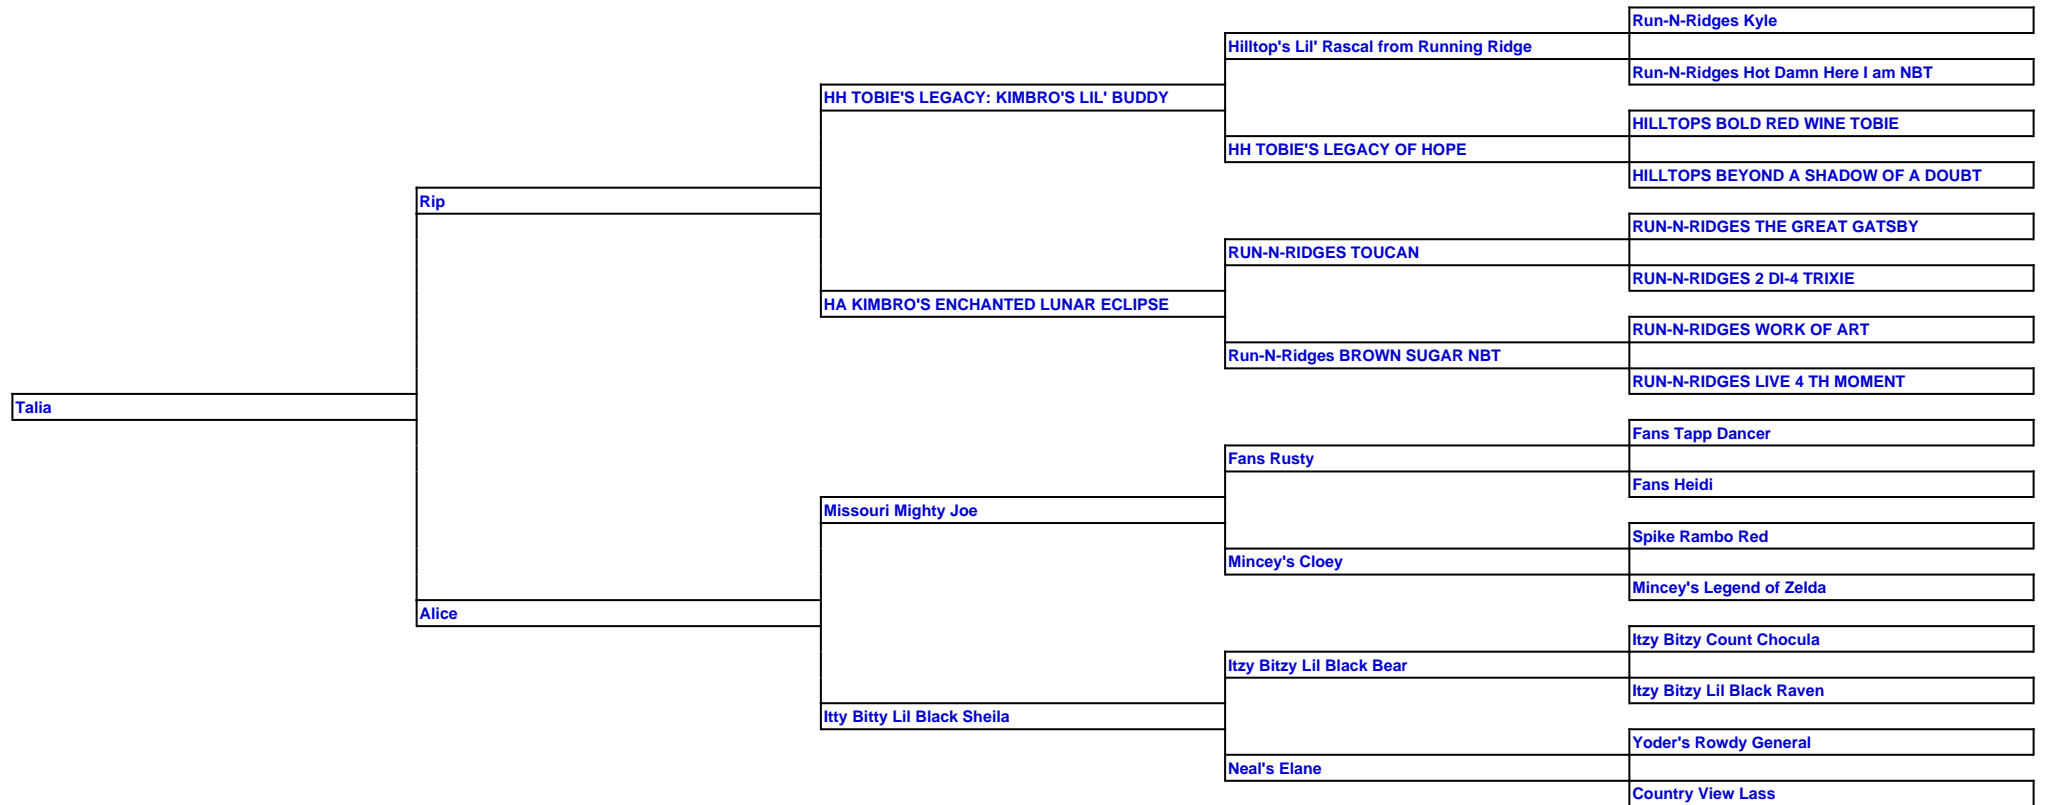 Run-N-Ridges Kyle
Hilltop's Lil' Rascal from Running Ridge
Run-N-Ridges Hot Damn Here I am NBT
HH TOBIE'S LEGACY: KIMBRO'S LIL' BUDDY
HILLTOPS BOLD RED WINE TOBIE
HH TOBIE'S LEGACY OF HOPE
HILLTOPS BEYOND A SHADOW OF A DOUBT
Rip
RUN-N-RIDGES THE GREAT GATSBY
RUN-N-RIDGES TOUCAN
RUN-N-RIDGES 2 DI-4 TRIXIE
HA KIMBRO'S ENCHANTED LUNAR ECLIPSE
RUN-N-RIDGES WORK OF ART
Run-N-Ridges BROWN SUGAR NBT
RUN-N-RIDGES LIVE 4 TH MOMENT
Talia
Fans Tapp Dancer
Fans Rusty
Fans Heidi
Missouri Mighty Joe
Spike Rambo Red
Mincey's Cloey
Mincey's Legend of Zelda
Alice
Itzy Bitzy Count Chocula
Itzy Bitzy Lil Black Bear
Itzy Bitzy Lil Black Raven
Itty Bitty Lil Black Sheila
Yoder's Rowdy General
Neal's Elane
Country View Lass